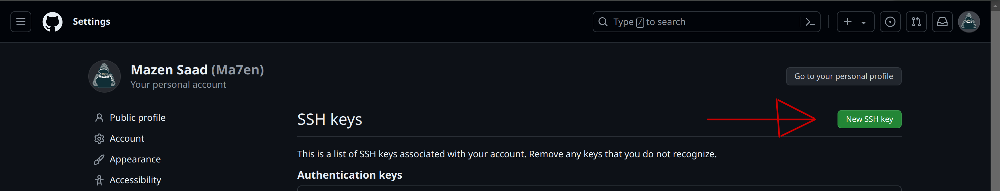 Settings
Type / to search
Mazen Saad (Ma7en)
Your personal account
Go to your personal profile
Public profile
Account
Appearance
Accessibility
SSH keys
New SSH key
This is a list of SSH keys associated with your account. Remove any keys that you do not recognize.
Authentication keys